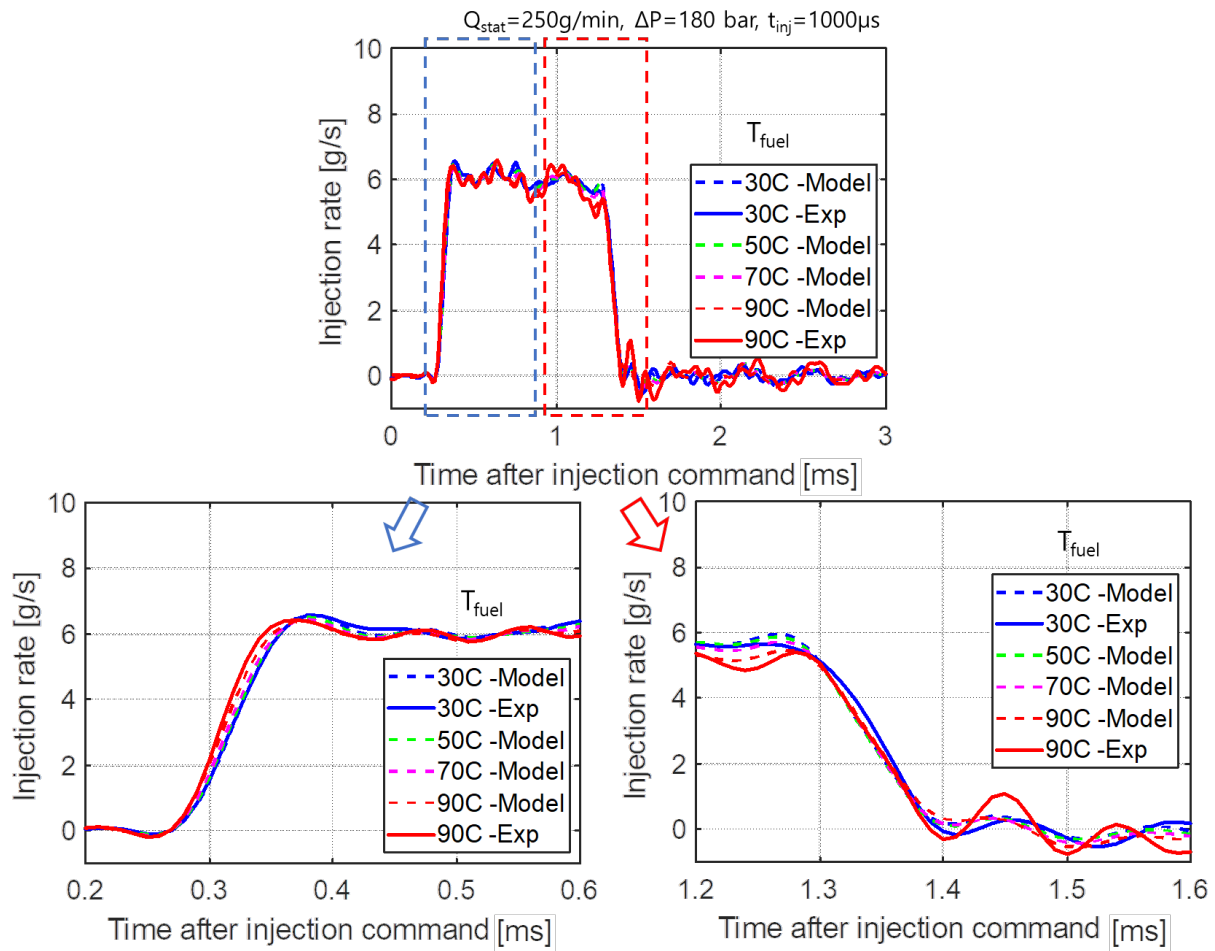 Qstat=250g/min, ΔP=180 bar, tinj=1000µs
10
8
6
4
2
0
Injection rate [g/s]
Tfuel
30C -Model
30C -Exp
50C -Model
70C -Model
90C -Model
90C -Exp
0
1
2
3
Time after injection command [ms]
10
8
6
4
2
0
Injection rate [g/s]
Tfuel
30C -Model
30C -Exp
50C -Model
70C -Model
90C -Model
90C -Exp
0.2
0.3
0.4
0.5
0.6
Time after injection command [ms]
10
8
6
4
2
0
Injection rate [g/s]
Tfuel
30C -Model
30C -Exp
50C -Model
70C -Model
90C -Model
90C -Exp
1.2
1.3
1.4
1.5
1.6
Time after injection command [ms]